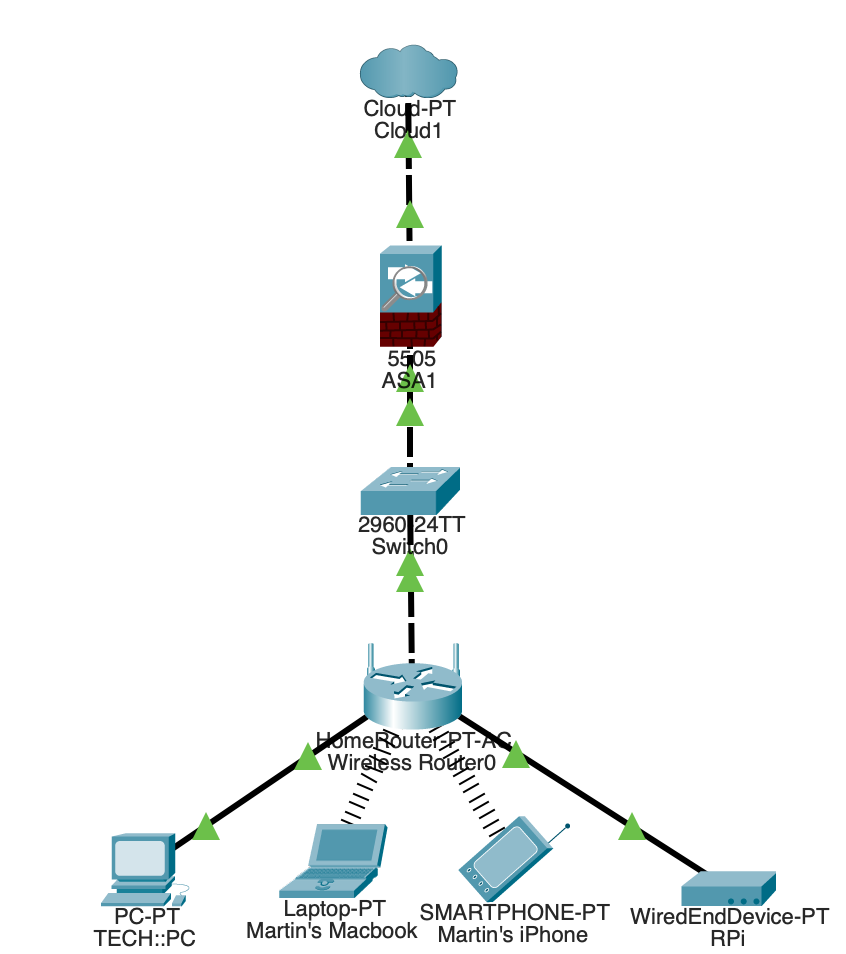 Cloud-PT
Cloud1
5505
ASA1
2960-24TT
Switch0
HomeRouter-PT-AC
Wireless Router0
PC-PT
TECH::PC
Laptop-PT
Martin's Macbook
SMARTPHONE-PT
Martin's iPhone
WiredEndDevice-PT
RPi